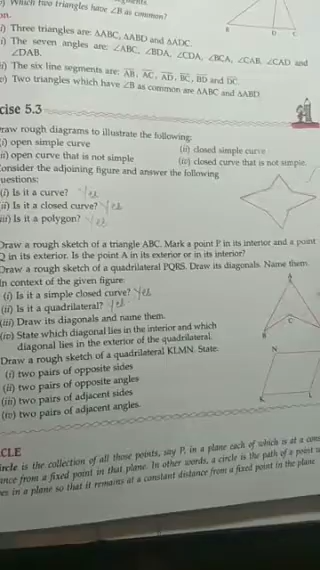 Which two triangles have ∠B as common?
B D C
Three triangles are: ΔABC, ΔABD and ΔADC.
The seven angles are: ∠ABC, ∠BDA, ∠CDA, ∠BCA, ∠CAB, ∠CAD and
∠DAB.
The six line segments are: AB, AC, AD, BC, BD and DC.
Two triangles which have ∠B as common are ΔABC and ΔABD.
cise 5.3
raw rough diagrams to illustrate the following:
(i) open simple curve (ii) closed simple curve
iii) open curve that is not simple (iv) closed curve that is not simple.
onsider the adjoining figure and answer the following
uestions:
(i) Is it a curve? Yes
(ii) Is it a closed curve? Yes
iii) Is it a polygon? Yes
Draw a rough sketch of a triangle ABC. Mark a point P in its interior and a point
Q in its exterior. Is the point A in its exterior or in its interior?
Draw a rough sketch of a quadrilateral PQRS. Draw its diagonals. Name them.
In context of the given figure:
(i) Is it a simple closed curve? Yes
(ii) Is it a quadrilateral? Yes
(iii) Draw its diagonals and name them.
(iv) State which diagonal lies in the interior and which
diagonal lies in the exterior of the quadrilateral.
A
C
B
Draw a rough sketch of a quadrilateral KLMN. State:
(i) two pairs of opposite sides
(ii) two pairs of opposite angles
(iii) two pairs of adjacent sides
(iv) two pairs of adjacent angles.
N
K L
CLE
ircle is the collection of all those points, say P, in a plane each of which is at a cons
ance from a fixed point in that plane. In other words, a circle is the path of a point
es in a plane so that it remains at a constant distance from a fixed point in the plane